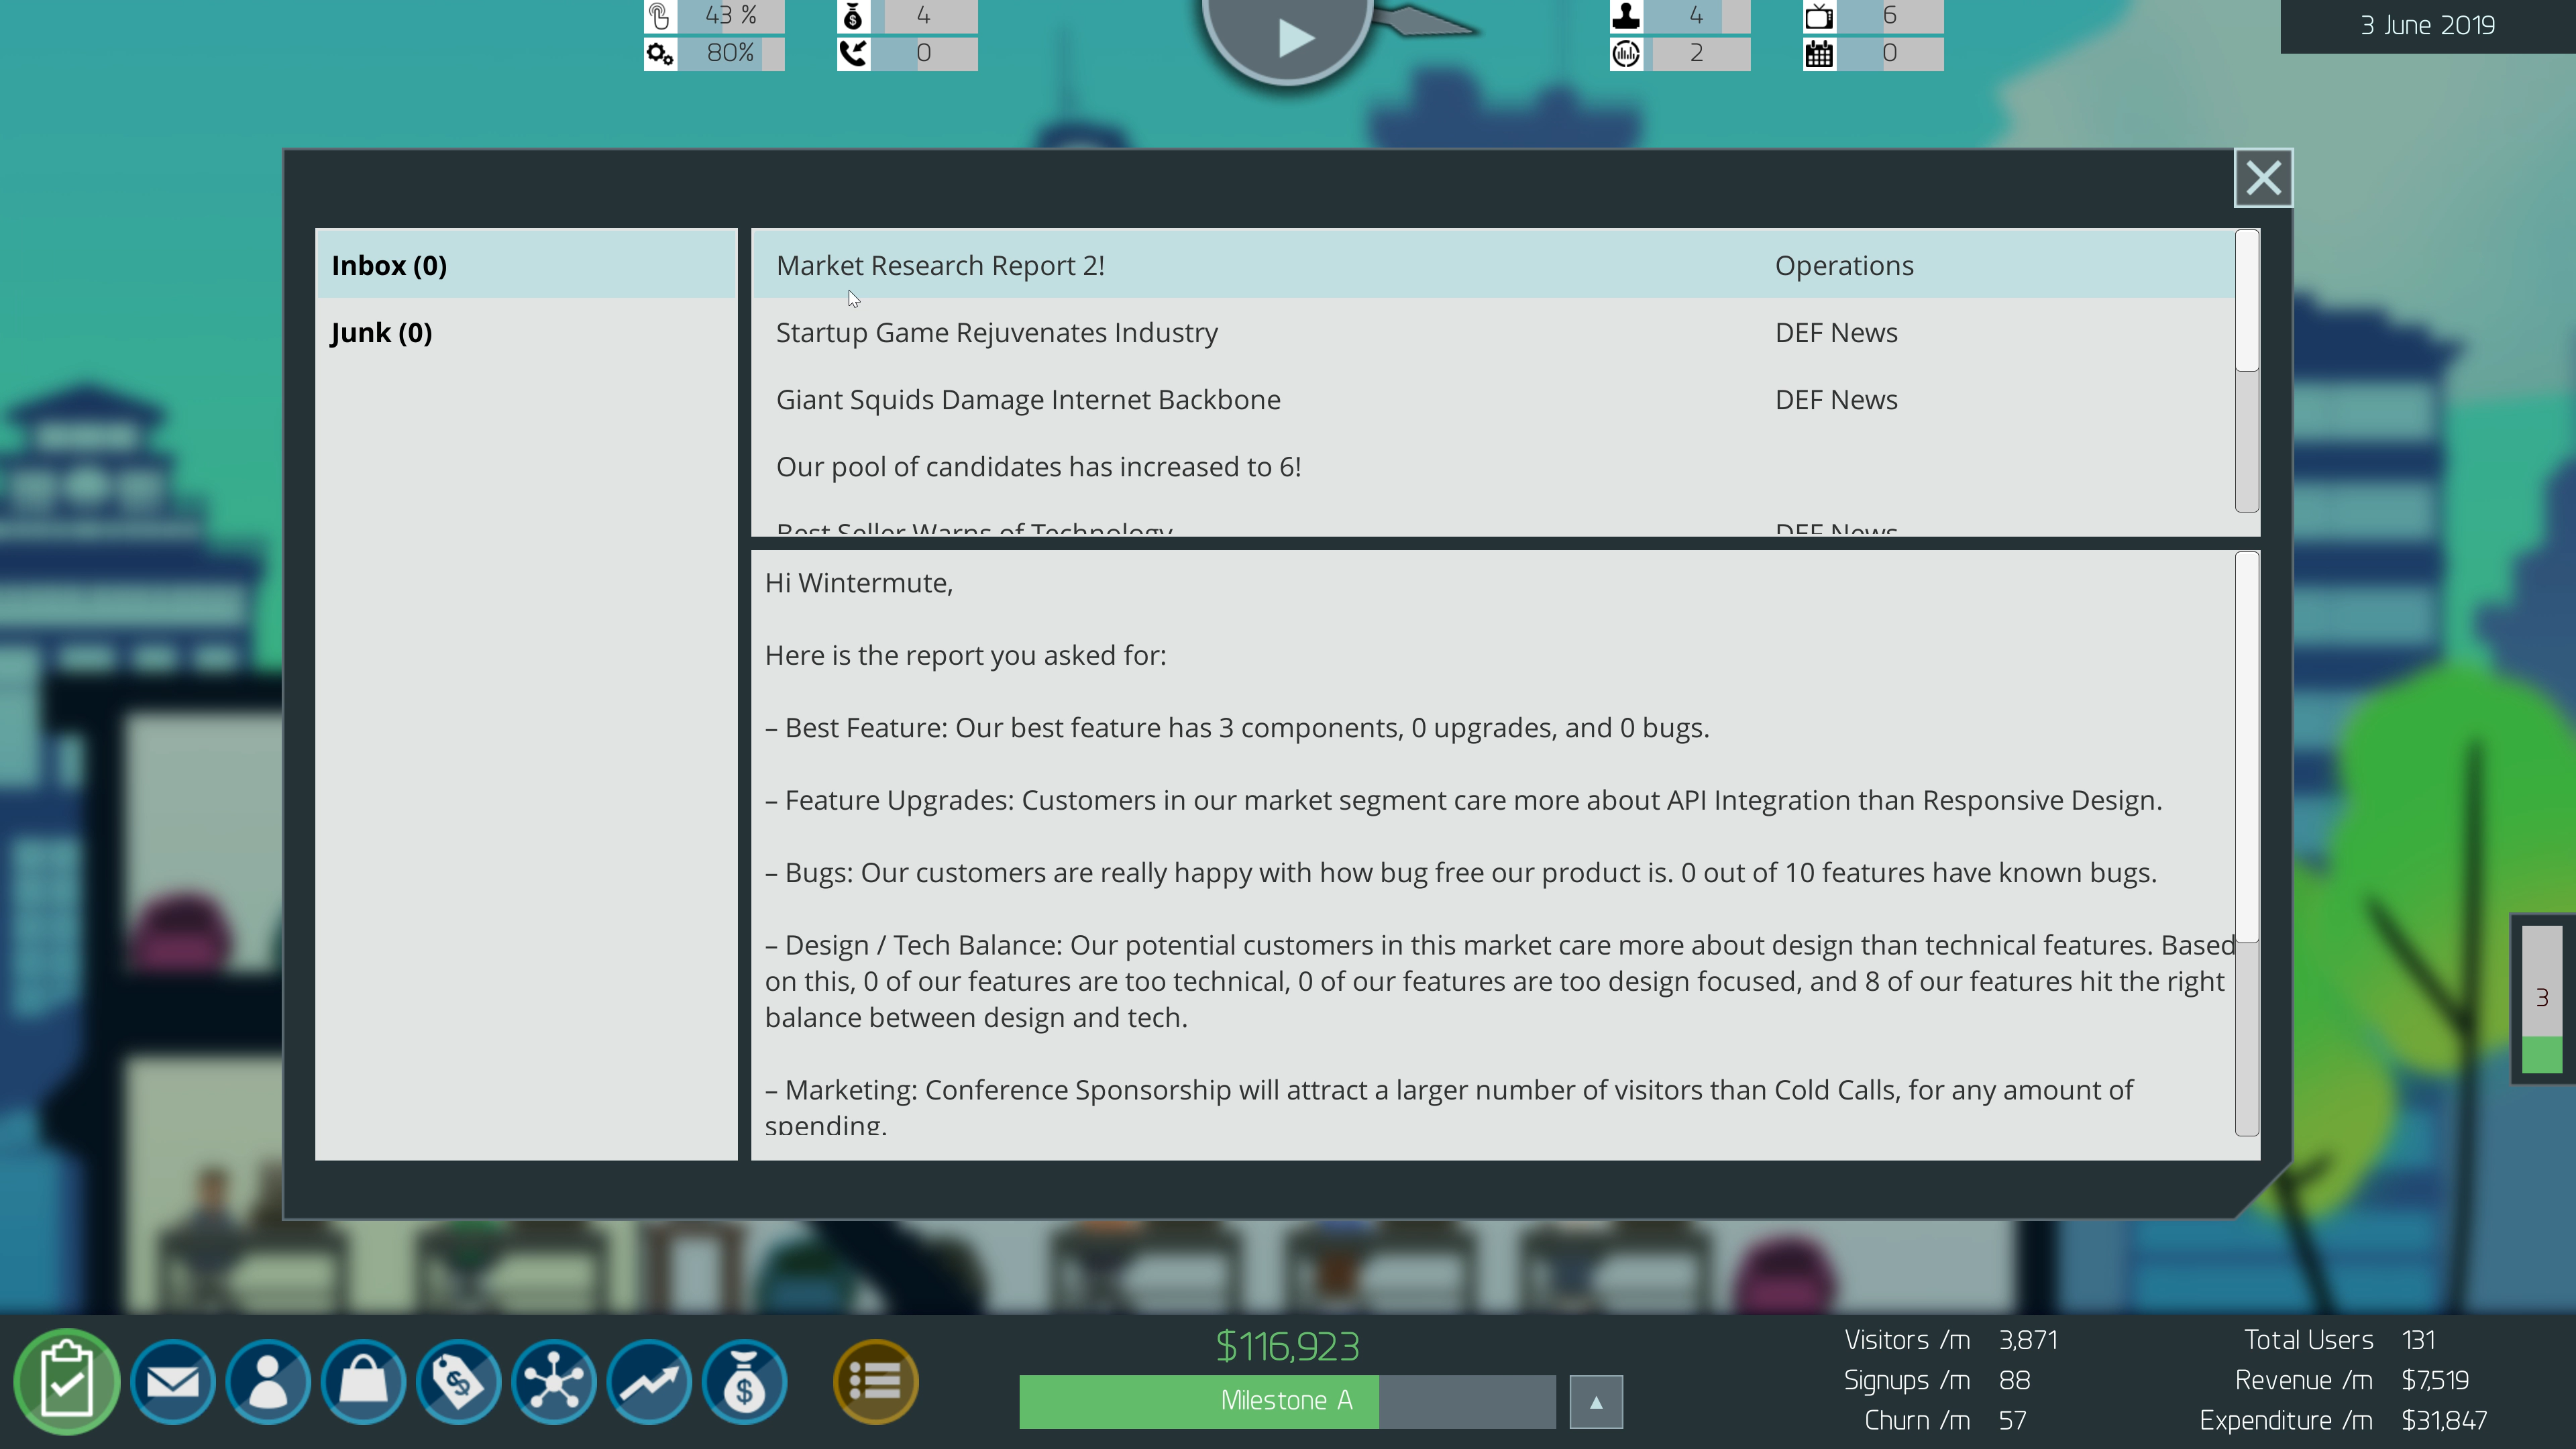 43 %
4
4
6
3 June 2019
80%
0
2
0
Inbox (0)
Junk (0)
Market Research Report 2! Operations
Startup Game Rejuvenates Industry DEF News
Giant Squids Damage Internet Backbone DEF News
Our pool of candidates has increased to 6!
Best Seller Warns of Technology DEF News
Hi Wintermute,
Here is the report you asked for:
– Best Feature: Our best feature has 3 components, 0 upgrades, and 0 bugs.
– Feature Upgrades: Customers in our market segment care more about API Integration than Responsive Design.
– Bugs: Our customers are really happy with how bug free our product is. 0 out of 10 features have known bugs.
– Design / Tech Balance: Our potential customers in this market care more about design than technical features. Based
on this, 0 of our features are too technical, 0 of our features are too design focused, and 8 of our features hit the right
balance between design and tech.
– Marketing: Conference Sponsorship will attract a larger number of visitors than Cold Calls, for any amount of
spending.
3
$116,923
Milestone A
Visitors /m 3,871
Signups /m 88
Churn /m 57
Total Users 131
Revenue /m $7,519
Expenditure /m $31,847